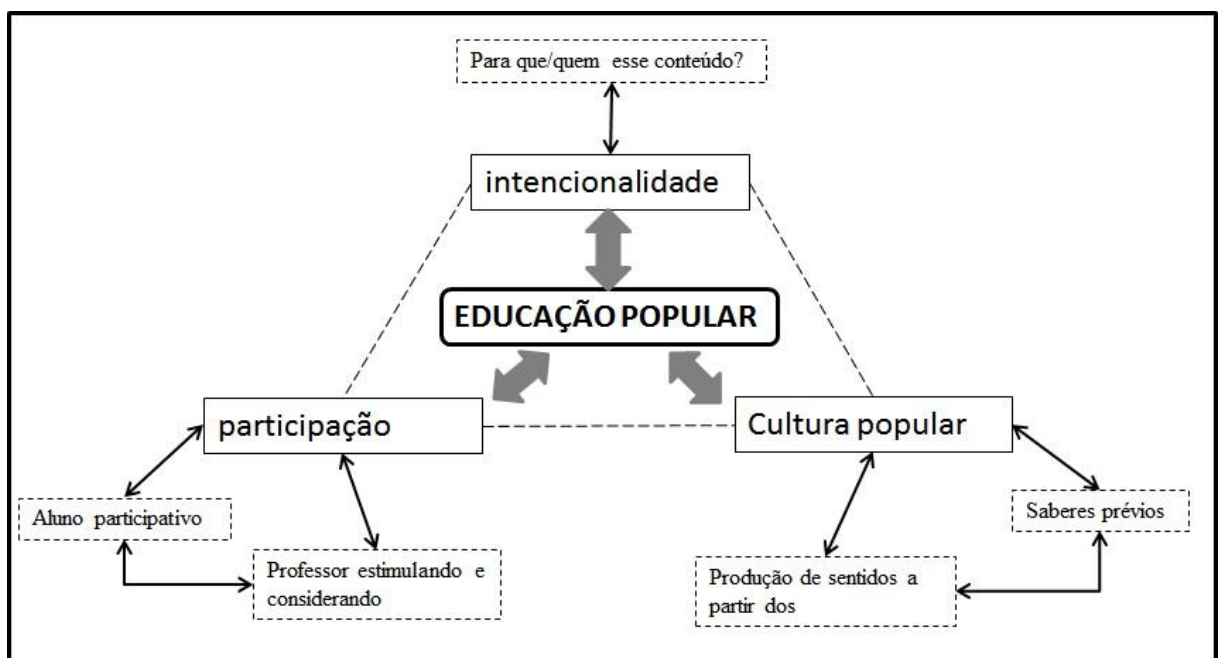 Para que/quem esse conteúdo?
intencionalidade
EDUCAÇÃO POPULAR
participação
Cultura popular
Aluno participativo
Saberes prévios
Professor estimulando e
considerando
Produção de sentidos a
partir dos